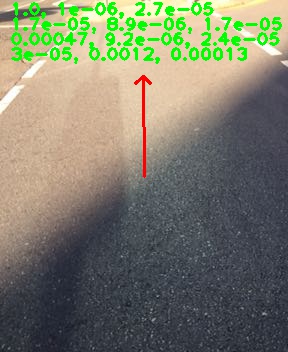 1.0, 1e-06, 2.7e-05
1.7e-05, 8.9e-06, 1.7e-05
0.00047, 9.2e-06, 2.4e-05
3e-05, 0.0012, 0.00013